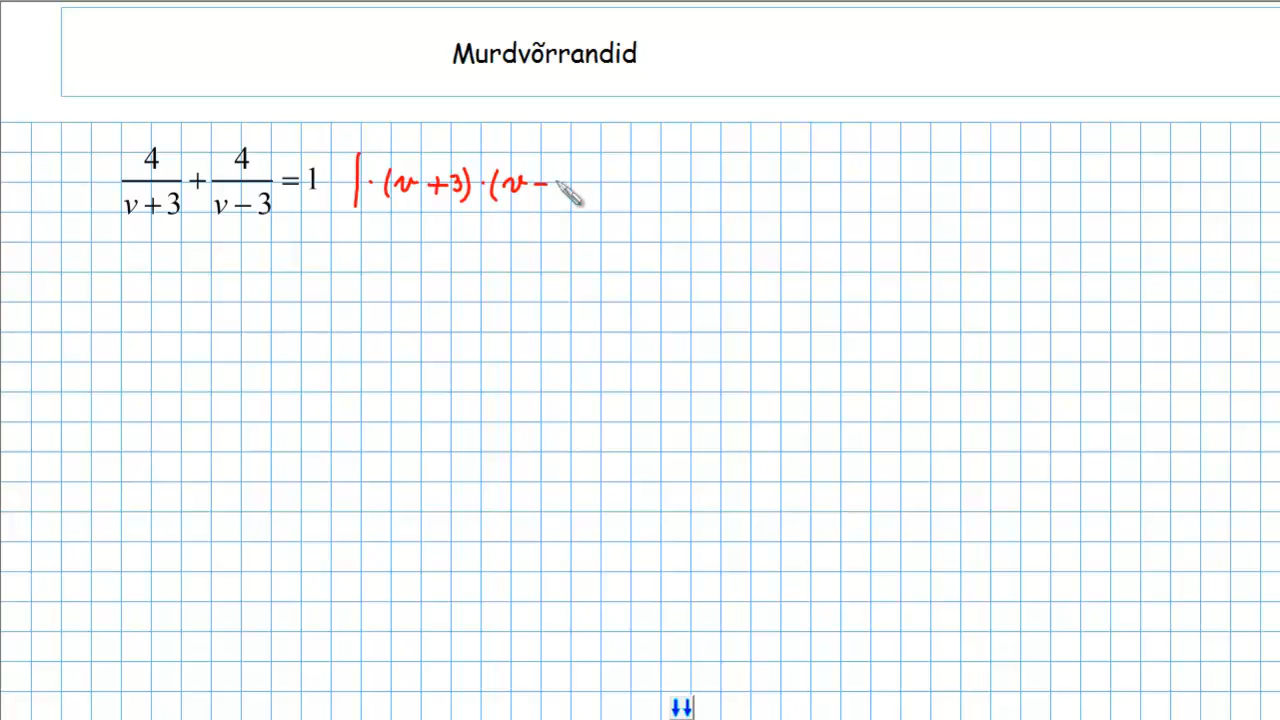 Murdvõrrandid
4/(v + 3) + 4/(v − 3) = 1 | · (v + 3) · (v −